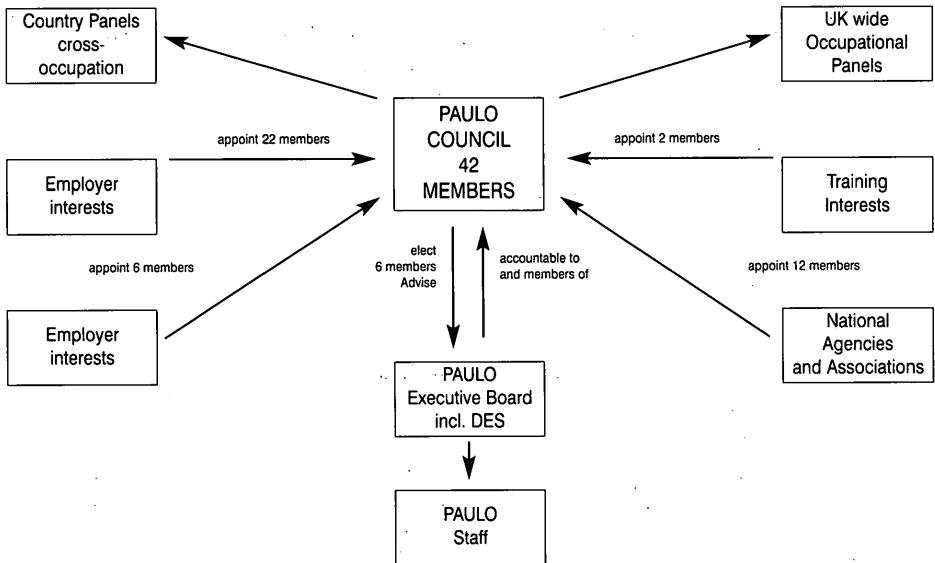 Country Panels
cross-
occupation
UK wide
Occupational
Panels
PAULO
COUNCIL
42
MEMBERS
appoint 22 members
appoint 2 members
Employer
interests
Training
Interests
appoint 6 members
elect
6 members
Advise
accountable to
and members of
appoint 12 members
Employer
interests
National
Agencies
and Associations
PAULO
Executive Board
incl. DES
PAULO
Staff